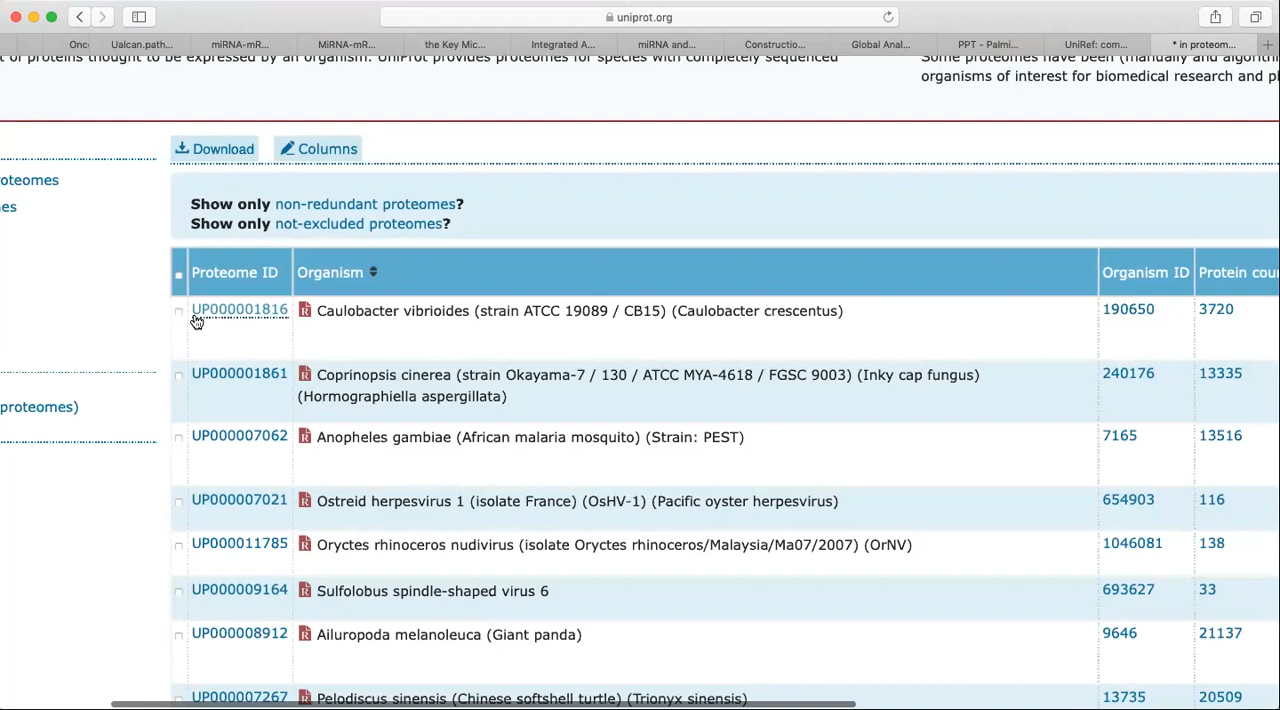 uniprot.org
Onc Ualcan.path... miRNA-mR... MiRNA-mR... the Key Mic... Integrated A... miRNA and... Constructio... Global Anal... PPT - Palmi... UniRef: com... * in proteom...
t of proteins thought to be expressed by an organism. UniProt provides proteomes for species with completely sequenced
Some proteomes have been (manually and algorithm
organisms of interest for biomedical research and ph
Download Columns
oteomes
es
Show only non-redundant proteomes?
Show only not-excluded proteomes?
Proteome ID Organism Organism ID Protein cou
UP000001816 Caulobacter vibrioides (strain ATCC 19089 / CB15) (Caulobacter crescentus) 190650 3720
UP000001861 Coprinopsis cinerea (strain Okayama-7 / 130 / ATCC MYA-4618 / FGSC 9003) (Inky cap fungus) 240176 13335
(Hormographiella aspergillata)
proteomes)
UP000007062 Anopheles gambiae (African malaria mosquito) (Strain: PEST) 7165 13516
UP000007021 Ostreid herpesvirus 1 (isolate France) (OsHV-1) (Pacific oyster herpesvirus) 654903 116
UP000011785 Oryctes rhinoceros nudivirus (isolate Oryctes rhinoceros/Malaysia/Ma07/2007) (OrNV) 1046081 138
UP000009164 Sulfolobus spindle-shaped virus 6 693627 33
UP000008912 Ailuropoda melanoleuca (Giant panda) 9646 21137
UP000007267 Pelodiscus sinensis (Chinese softshell turtle) (Trionyx sinensis) 13735 20509